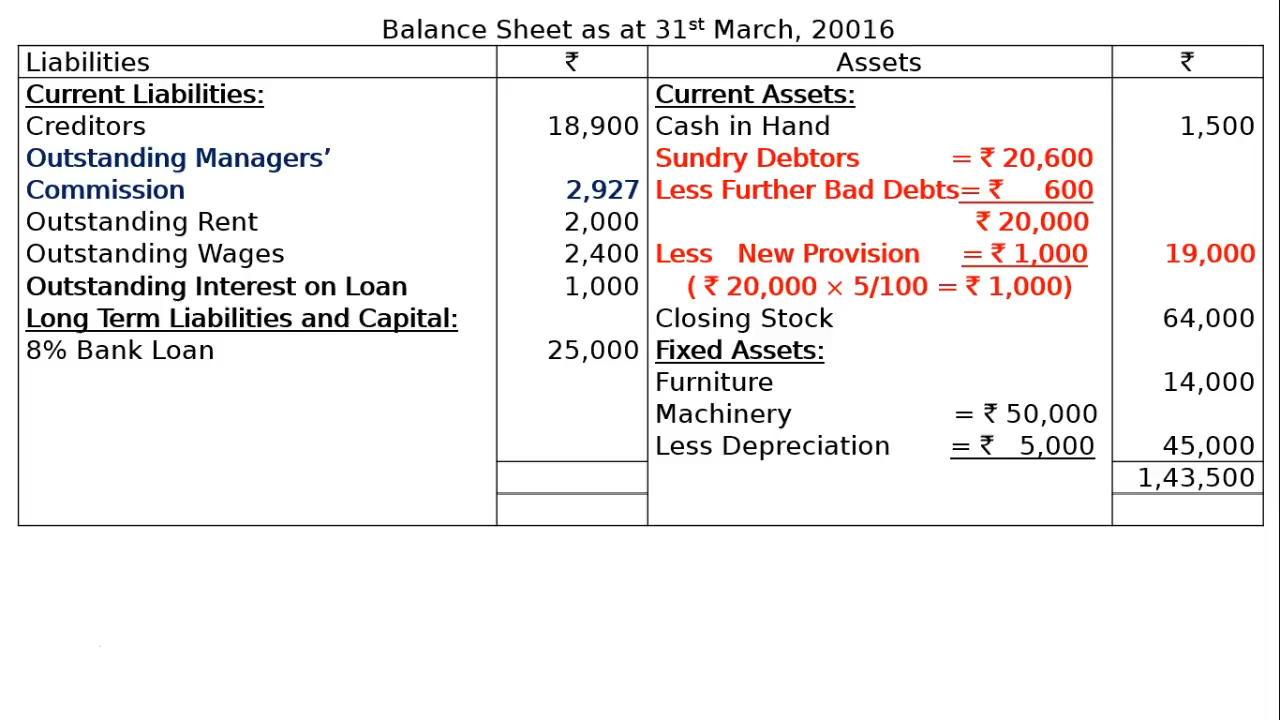 Balance Sheet as at 31st March, 20016
Liabilities ₹ Assets ₹
Current Liabilities: Current Assets:
Creditors 18,900 Cash in Hand 1,500
Outstanding Managers’ Sundry Debtors = ₹ 20,600
Commission 2,927 Less Further Bad Debts= ₹ 600
Outstanding Rent 2,000 ₹ 20,000
Outstanding Wages 2,400 Less New Provision = ₹ 1,000 19,000
Outstanding Interest on Loan 1,000 ( ₹ 20,000 × 5/100 = ₹ 1,000)
Long Term Liabilities and Capital: Closing Stock 64,000
8% Bank Loan 25,000 Fixed Assets:
Furniture 14,000
Machinery = ₹ 50,000
Less Depreciation = ₹ 5,000 45,000
1,43,500